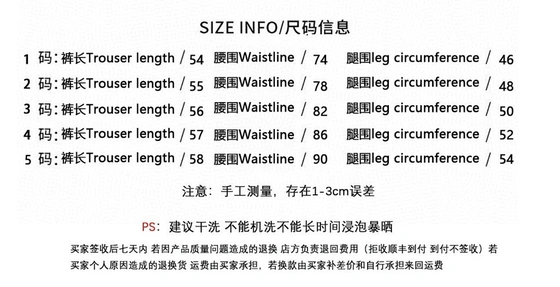 SIZE INFO/尺码信息
1 码:裤长Trouser length / 54 腰围Waistline / 74 腿围leg circumference / 46
2 码:裤长Trouser length / 55 腰围Waistline / 78 腿围leg circumference / 48
3 码:裤长Trouser length / 56 腰围Waistline / 82 腿围leg circumference / 50
4 码:裤长Trouser length / 57 腰围Waistline / 86 腿围leg circumference / 52
5 码:裤长Trouser length / 58 腰围Waistline / 90 腿围leg circumference / 54
注意：手工测量，存在1-3cm误差
PS：建议干洗 不能机洗不能长时间浸泡暴晒
买家签收后七天内 若因产品质量问题造成的退换 店方负责退回费用（拒收顺丰到付 到付不签收）若
买家个人原因造成的退换货 运费由买家承担，若换款由买家补差价和自行承担来回运费